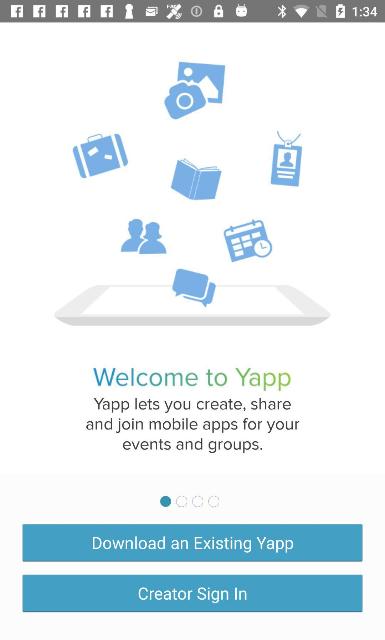 1:34
Welcome to Yapp
Yapp lets you create, share
and join mobile apps for your
events and groups.
Download an Existing Yapp
Creator Sign In